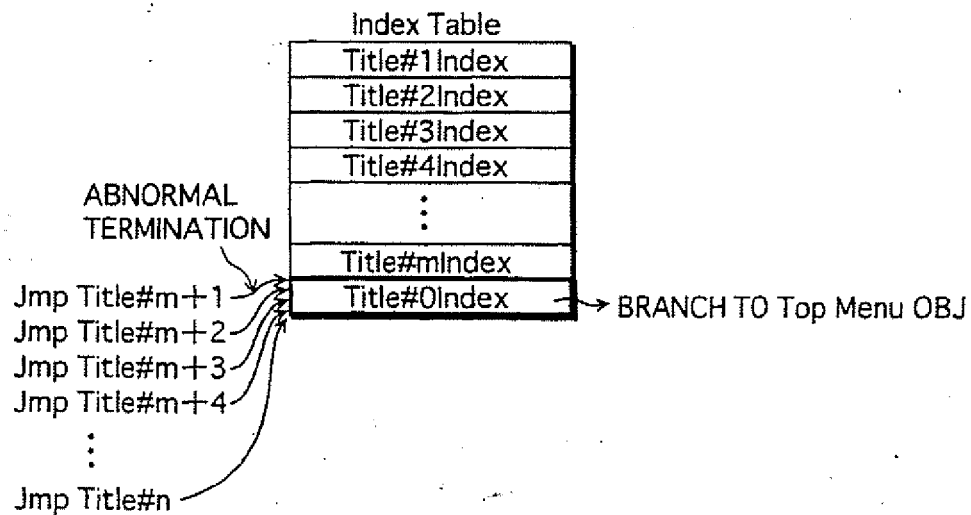 Index Table
Title#1Index
Title#2Index
Title#3Index
Title#4Index
⋮
Title#mIndex
Title#0Index
BRANCH TO Top Menu OBJ
ABNORMAL
TERMINATION
Jmp Title#m+1
Jmp Title#m+2
Jmp Title#m+3
Jmp Title#m+4
⋮
Jmp Title#n